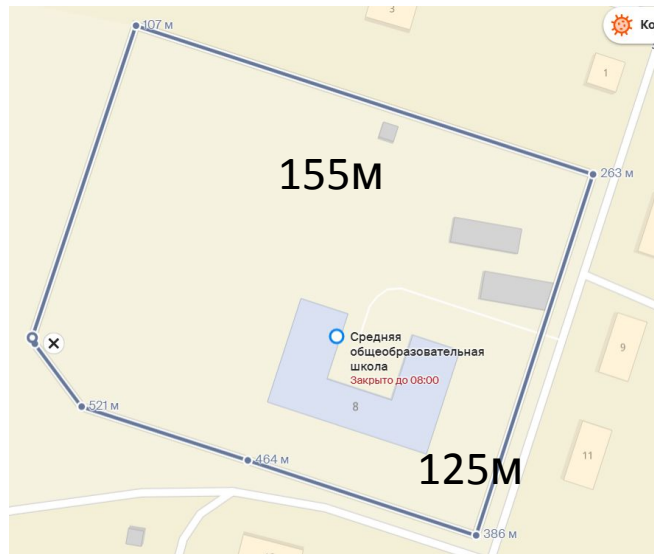 107 м
3
Ко
1
155м
263 м
Средняя
общеобразовательная
школа
Закрыто до 08:00
9
8
521 м
11
125м
464 м
386 м